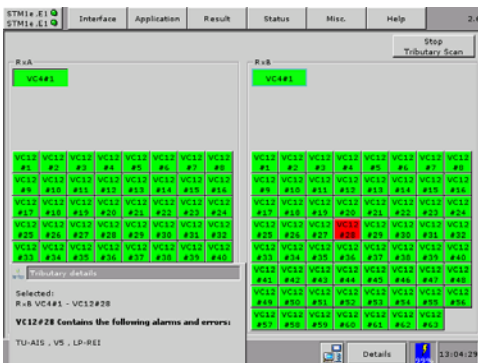 STM1e .E1 Interface Application Result Status Misc. Help 2.
STM1e .E1
Stop
Tributary Scan
RxA RxB
VC4#1 VC4#1
VC12 VC12 VC12 VC12 VC12 VC12 VC12 VC12 VC12 VC12 VC12 VC12 VC12 VC12 VC12 VC12
#1 #2 #3 #4 #5 #6 #7 #8 #1 #2 #3 #4 #5 #6 #7 #8
VC12 VC12 VC12 VC12 VC12 VC12 VC12 VC12 VC12 VC12 VC12 VC12 VC12 VC12 VC12 VC12
#9 #10 #11 #12 #13 #14 #15 #16 #9 #10 #11 #12 #13 #14 #15 #16
VC12 VC12 VC12 VC12 VC12 VC12 VC12 VC12 VC12 VC12 VC12 VC12 VC12 VC12 VC12 VC12
#17 #18 #19 #20 #21 #22 #23 #24 #17 #18 #19 #20 #21 #22 #23 #24
VC12 VC12 VC12 VC12 VC12 VC12 VC12 VC12 VC12 VC12 VC12 VC12 VC12 VC12 VC12 VC12
#25 #26 #27 #28 #29 #30 #31 #32 #25 #26 #27 #28 #29 #30 #31 #32
VC12 VC12 VC12 VC12 VC12 VC12 VC12 VC12 VC12 VC12 VC12 VC12 VC12 VC12 VC12 VC12
#33 #34 #35 #36 #37 #38 #39 #40 #33 #34 #35 #36 #37 #38 #39 #40
Tributary details VC12 VC12 VC12 VC12 VC12 VC12 VC12 VC12
#41 #42 #43 #44 #45 #46 #47 #48
Selected: VC12 VC12 VC12 VC12 VC12 VC12 VC12 VC12
RxB VC4#1 - VC12#28 #49 #50 #51 #52 #53 #54 #55 #56
VC12#28 Contains the following alarms and errors: VC12 VC12 VC12 VC12 VC12 VC12 VC12
#57 #58 #59 #60 #61 #62 #63
TU-AIS , V5 , LP-REI
Details ??? 13:04:29